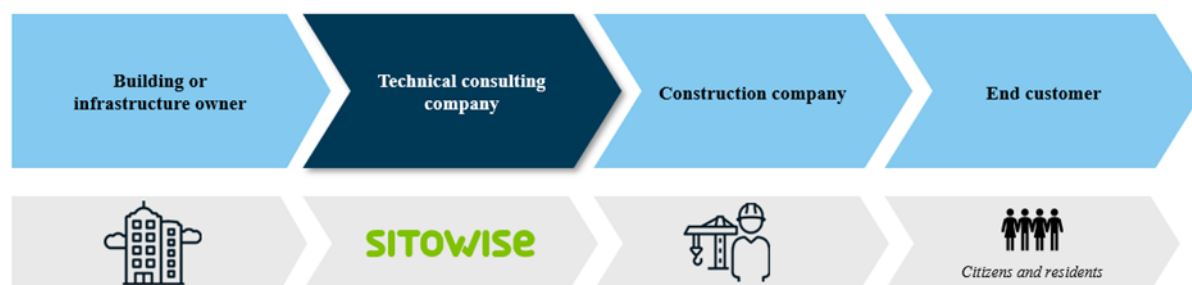 Building or
infrastructure owner
Technical consulting
company
Construction company
End customer
SITOWISE
Citizens and residents